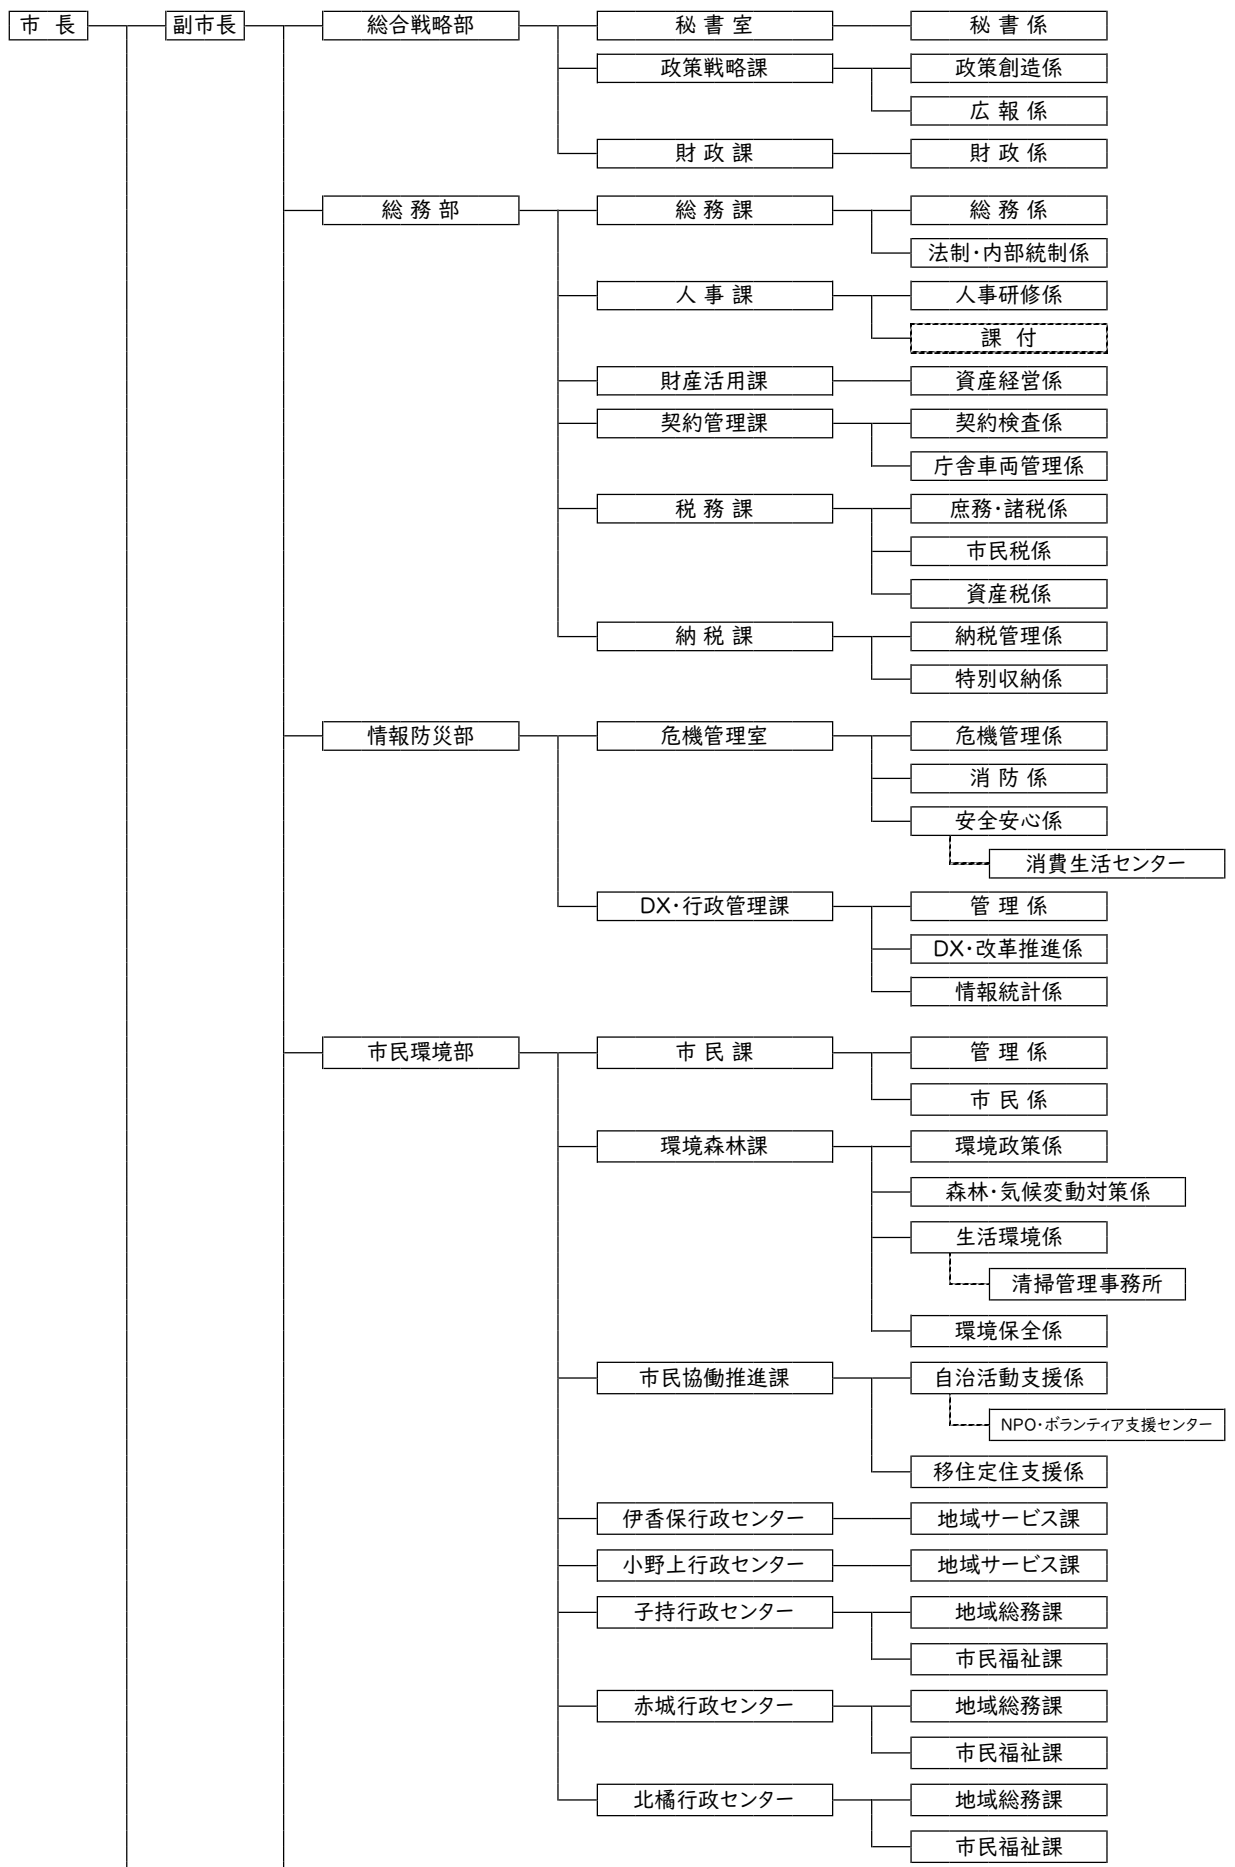 市 長 副市長 総合戦略部 秘 書 室 秘 書 係
政策戦略課 政策創造係
広 報 係
財 政 課 財 政 係
総 務 部 総 務 課 総 務 係
法制・内部統制係
人 事 課 人事研修係
課 付
財産活用課 資産経営係
契約管理課 契約検査係
庁舎車両管理係
税 務 課 庶務・諸税係
市民税係
資産税係
納 税 課 納税管理係
特別収納係
情報防災部 危機管理室 危機管理係
消 防 係
安全安心係
消費生活センター
DX・行政管理課 管 理 係
DX・改革推進係
情報統計係
市民環境部 市 民 課 管 理 係
市 民 係
環境森林課 環境政策係
森林・気候変動対策係
生活環境係
清掃管理事務所
環境保全係
市民協働推進課 自治活動支援係
NPO・ボランティア支援センター
移住定住支援係
伊香保行政センター 地域サービス課
小野上行政センター 地域サービス課
子持行政センター 地域総務課
市民福祉課
赤城行政センター 地域総務課
市民福祉課
北橘行政センター 地域総務課
市民福祉課